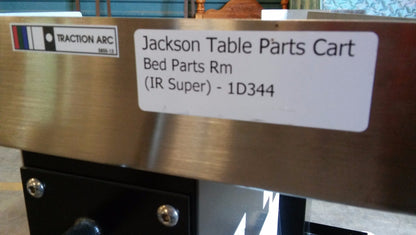 TRACTION ARC
Jackson Table Parts Cart
Bed Parts Rm
(IR Super) - 1D344